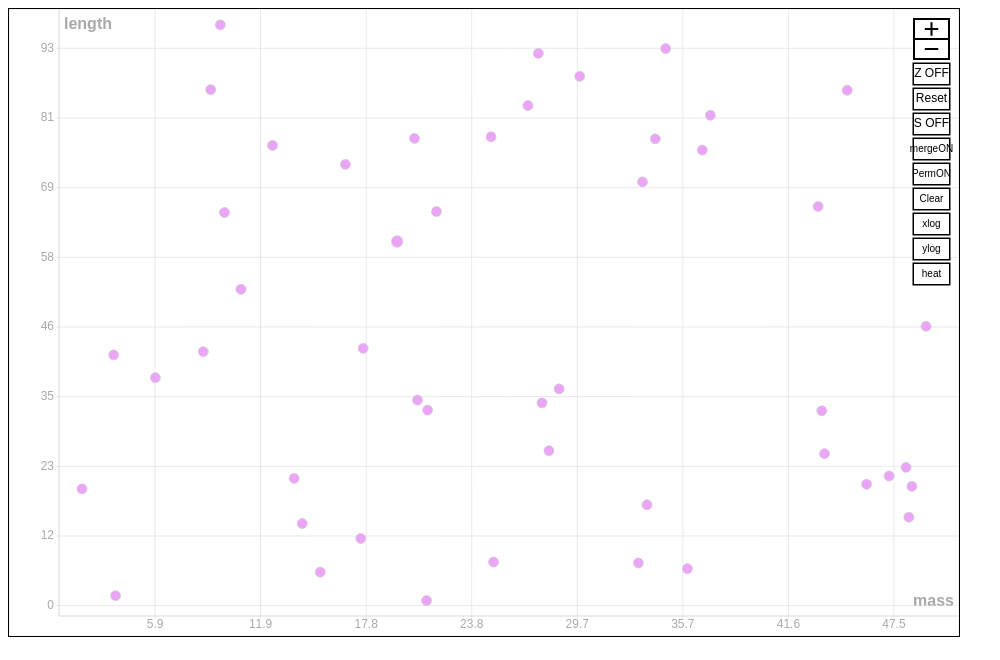 length
93
81
69
58
46
35
23
12
0
5.9 11.9 17.8 23.8 29.7 35.7 41.6 47.5
mass
+
−
Z OFF
Reset
S OFF
mergeON
PermON
Clear
xlog
ylog
heat